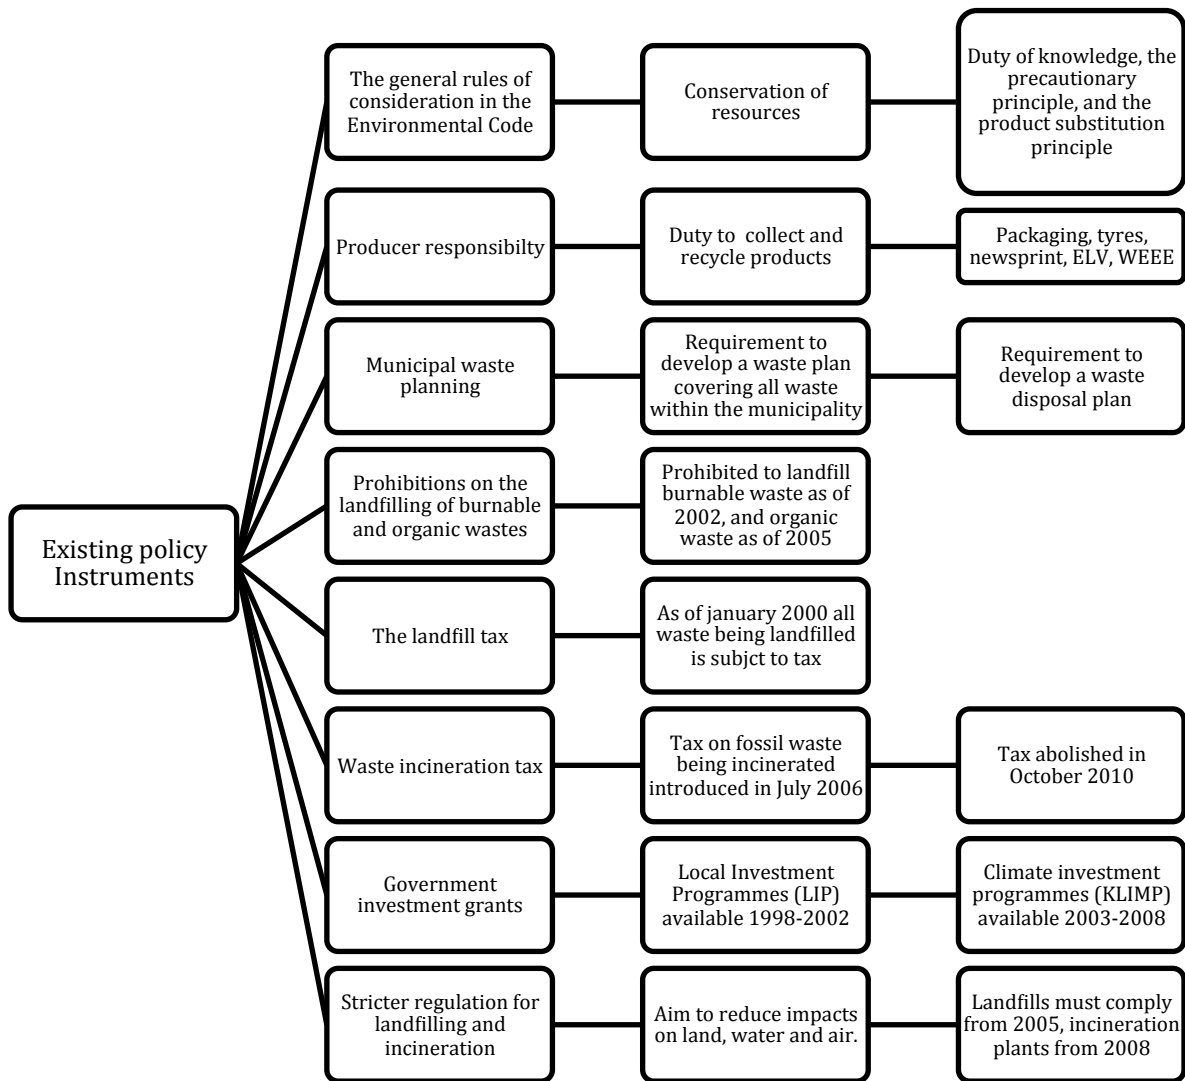 Existing policy
Instruments
The general rules of
consideration in the
Environmental Code
Conservation of
resources
Duty of knowledge, the
precautionary
principle, and the
product substitution
principle
Producer responsibilty
Duty to  collect and
recycle products
Packaging, tyres,
newsprint, ELV, WEEE
Municipal waste
planning
Requirement to
develop a waste plan
covering all waste
within the municipality
Requirement to
develop a waste
disposal plan
Prohibitions on the
landfilling of burnable
and organic wastes
Prohibited to landfill
burnable waste as of
2002, and organic
waste as of 2005
The landfill tax
As of january 2000 all
waste being landfilled
is subjct to tax
Waste incineration tax
Tax on fossil waste
being incinerated
introduced in July 2006
Tax abolished in
October 2010
Government
investment grants
Local Investment
Programmes (LIP)
available 1998-2002
Climate investment
programmes (KLIMP)
available 2003-2008
Stricter regulation for
landfilling and
incineration
Aim to reduce impacts
on land, water and air.
Landfills must comply
from 2005, incineration
plants from 2008